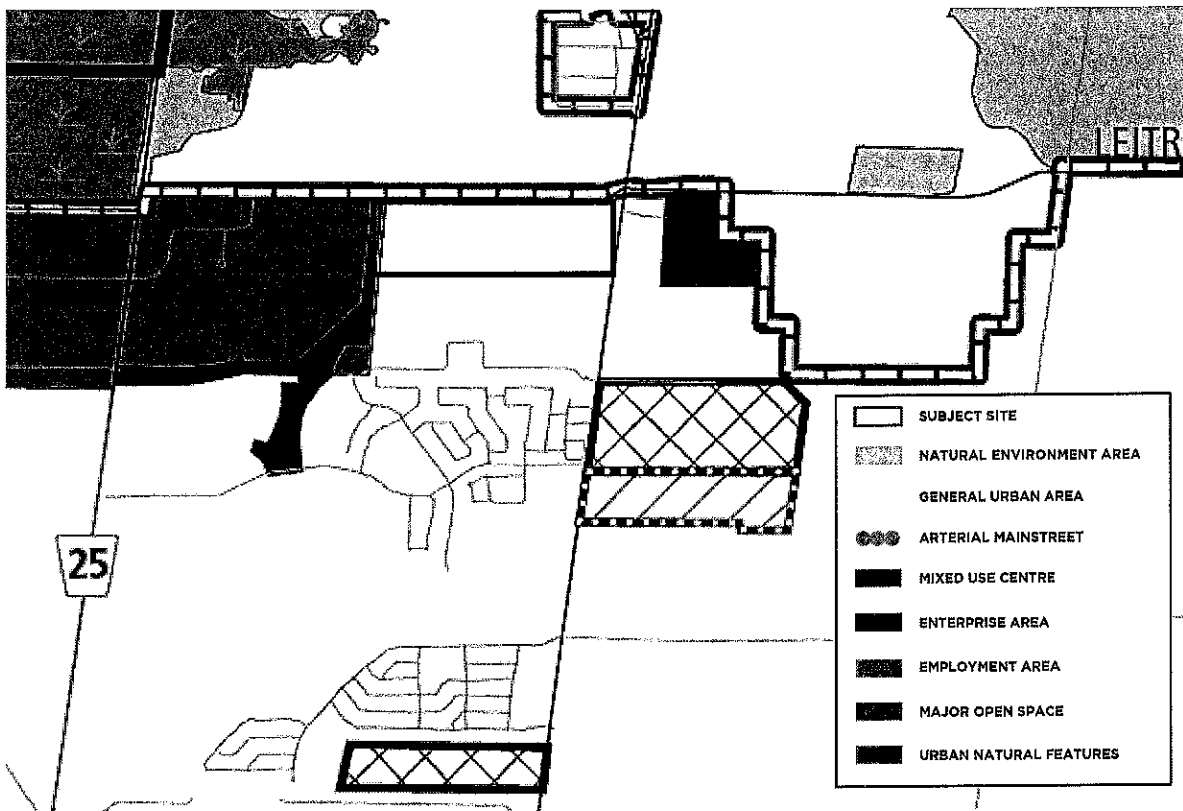 LEITR
25
SUBJECT SITE
NATURAL ENVIRONMENT AREA
GENERAL URBAN AREA
ARTERIAL MAINSTREET
MIXED USE CENTRE
ENTERPRISE AREA
EMPLOYMENT AREA
MAJOR OPEN SPACE
URBAN NATURAL FEATURES